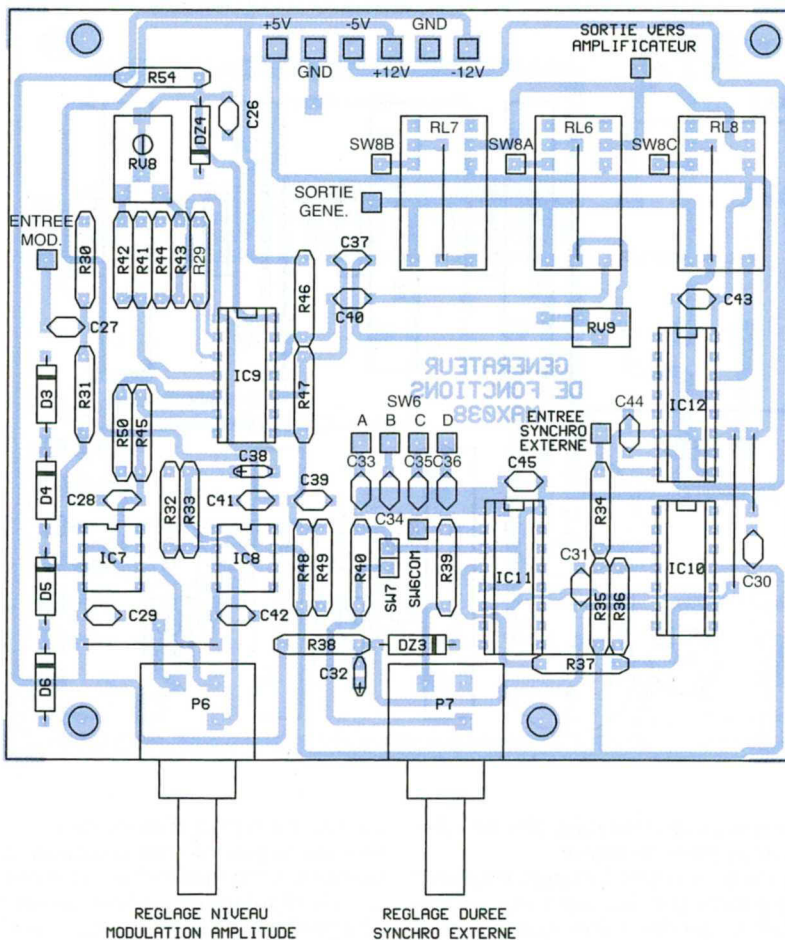 +5V
-5V
GND
GND
+12V
-12V
SORTIE VERS
AMPLIFICATEUR
R54
DZ4
C26
RV8
SW8B
RL7
SW8A
RL6
SW8C
RL8
SORTIE
GENE.
ENTREE
MOD.
R30
R42
R41
R44
R43
R29
R46
C37
C40
C43
C27
RV9
IC9
GENERATEUR
DE FONCTIONS
MAX038
R31
R47
IC12
D3
SW6
A
B
C
D
C44
ENTREE
SYNCHRO
EXTERNE
R50
R45
C33
C35
C36
C38
C39
C45
D4
C28
R32
R33
C41
R34
C34
IC7
IC8
R48
R49
R40
SW7
SW6COM
R39
IC11
C31
IC10
C30
D5
R35
R36
C29
C42
R38
DZ3
R37
C32
D6
P6
P7
REGLAGE NIVEAU
MODULATION AMPLITUDE
REGLAGE DUREE
SYNCHRO EXTERNE